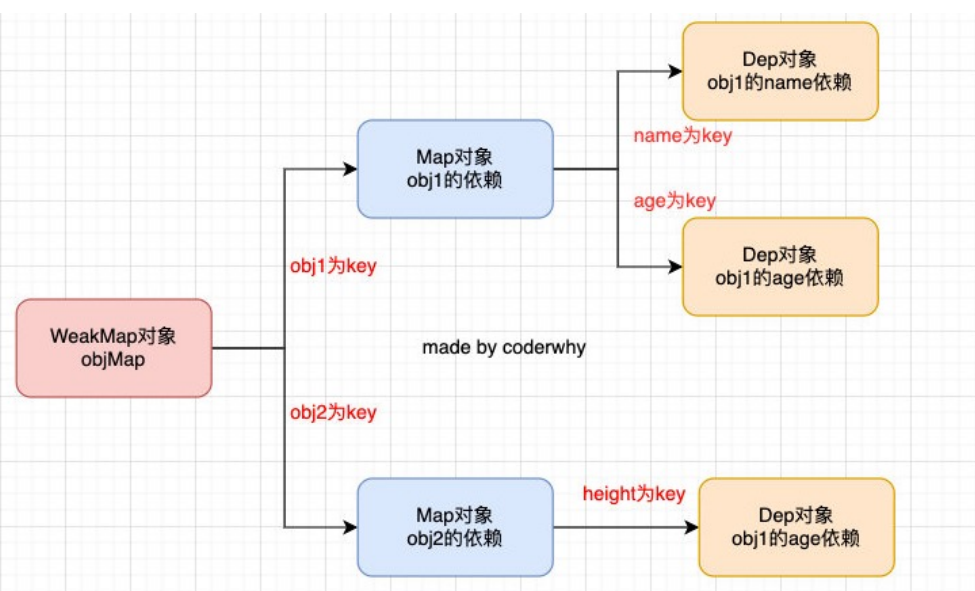 Dep对象
obj1的name依赖
name为key
Map对象
obj1的依赖
age为key
Dep对象
obj1的age依赖
obj1为key
WeakMap对象
objMap
made by coderwhy
obj2为key
height为key
Map对象
obj2的依赖
Dep对象
obj1的age依赖